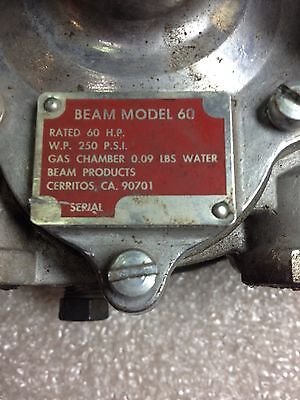 BEAM MODEL 60
RATED 60 H.P.
W.P. 250 P.S.I.
GAS CHAMBER 0.09 LBS WATER
BEAM PRODUCTS
CERRITOS, CA. 90701
SERIAL